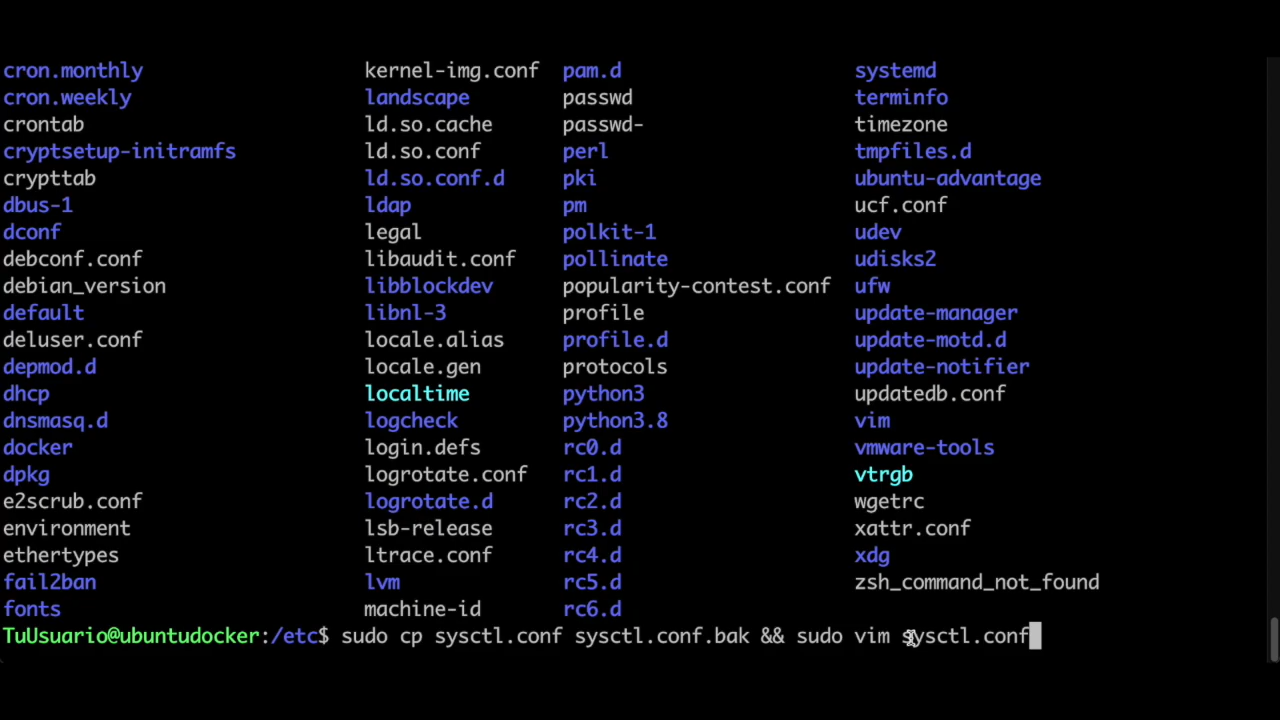 cron.monthly kernel-img.conf pam.d systemd
cron.weekly landscape passwd terminfo
crontab ld.so.cache passwd- timezone
cryptsetup-initramfs ld.so.conf perl tmpfiles.d
crypttab ld.so.conf.d pki ubuntu-advantage
dbus-1 ldap pm ucf.conf
dconf legal polkit-1 udev
debconf.conf libaudit.conf pollinate udisks2
debian_version libblockdev popularity-contest.conf ufw
default libnl-3 profile update-manager
deluser.conf locale.alias profile.d update-motd.d
depmod.d locale.gen protocols update-notifier
dhcp localtime python3 updatedb.conf
dnsmasq.d logcheck python3.8 vim
docker login.defs rc0.d vmware-tools
dpkg logrotate.conf rc1.d vtrgb
e2scrub.conf logrotate.d rc2.d wgetrc
environment lsb-release rc3.d xattr.conf
ethertypes ltrace.conf rc4.d xdg
fail2ban lvm rc5.d zsh_command_not_found
fonts machine-id rc6.d
TuUsuario@ubuntudocker:/etc$ sudo cp sysctl.conf sysctl.conf.bak && sudo vim sysctl.conf